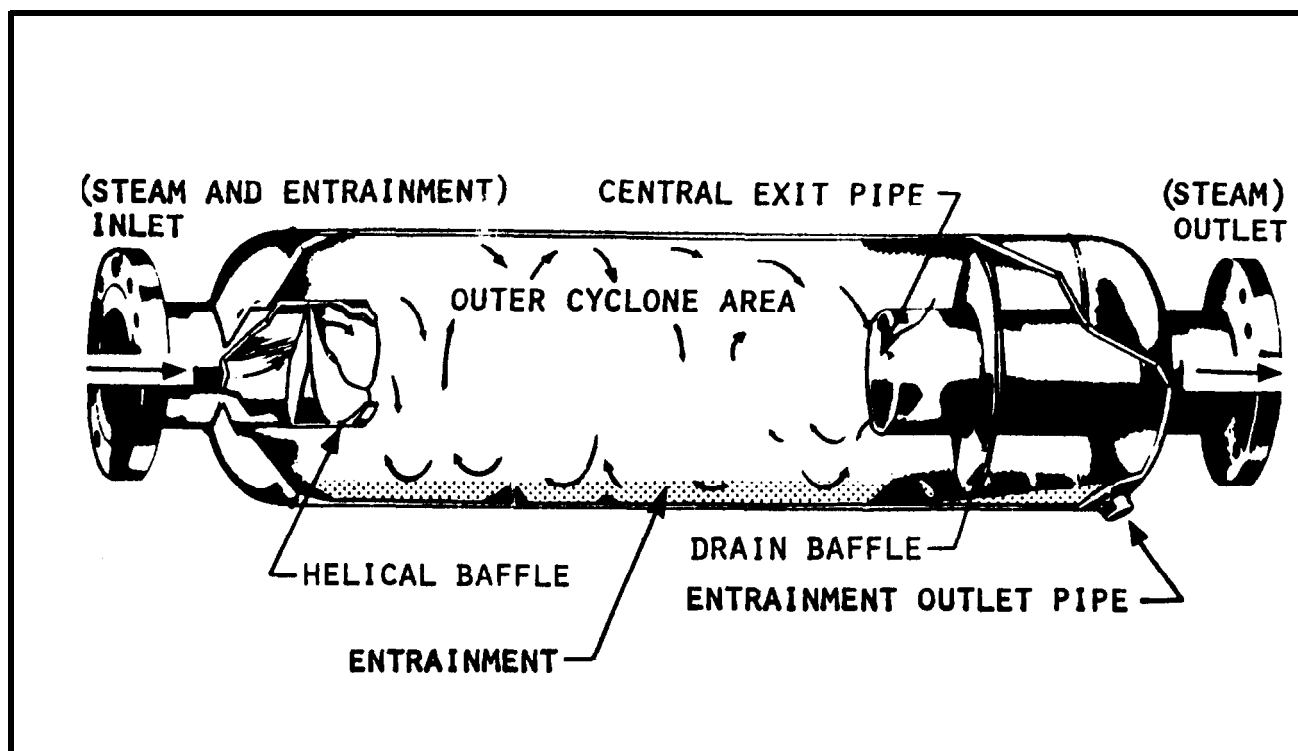 (STEAM AND ENTRAINMENT)
INLET
CENTRAL EXIT PIPE
(STEAM)
OUTLET
OUTER CYCLONE AREA
HELICAL BAFFLE
DRAIN BAFFLE
ENTRAINMENT OUTLET PIPE
ENTRAINMENT